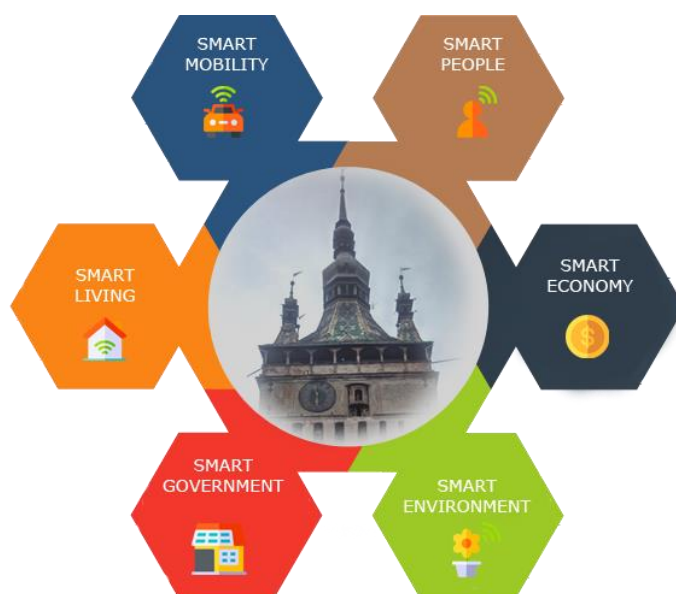 SMART
MOBILITY
SMART
PEOPLE
SMART
LIVING
SMART
ECONOMY
SMART
GOVERNMENT
SMART
ENVIRONMENT
$